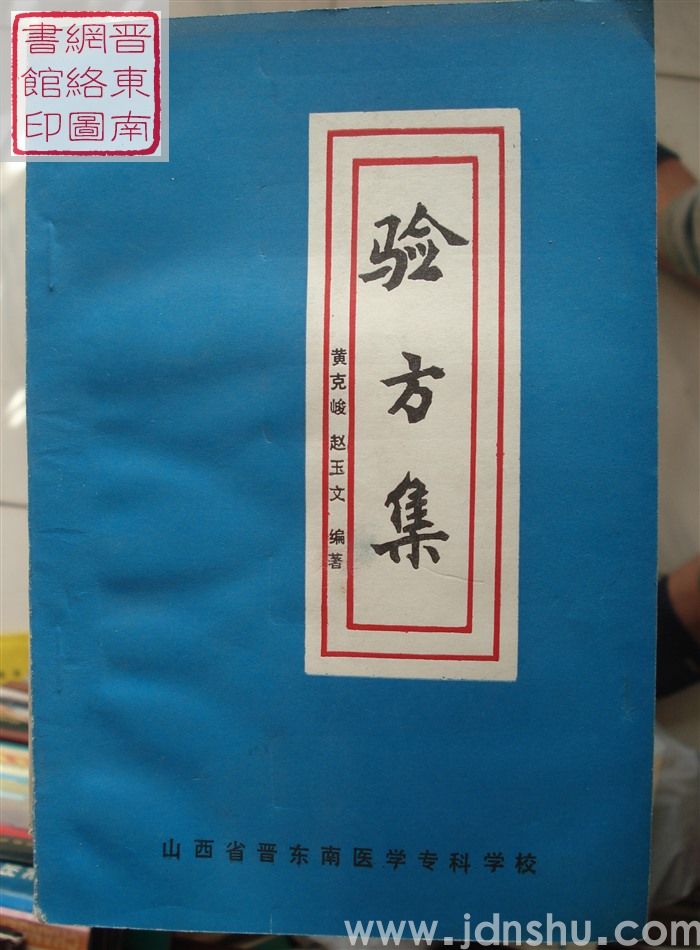 晋東南
網絡圖
書館印
验方集
黄克峻 赵玉文 编著
山西省晋东南医学专科学校
www.jdnshu.com